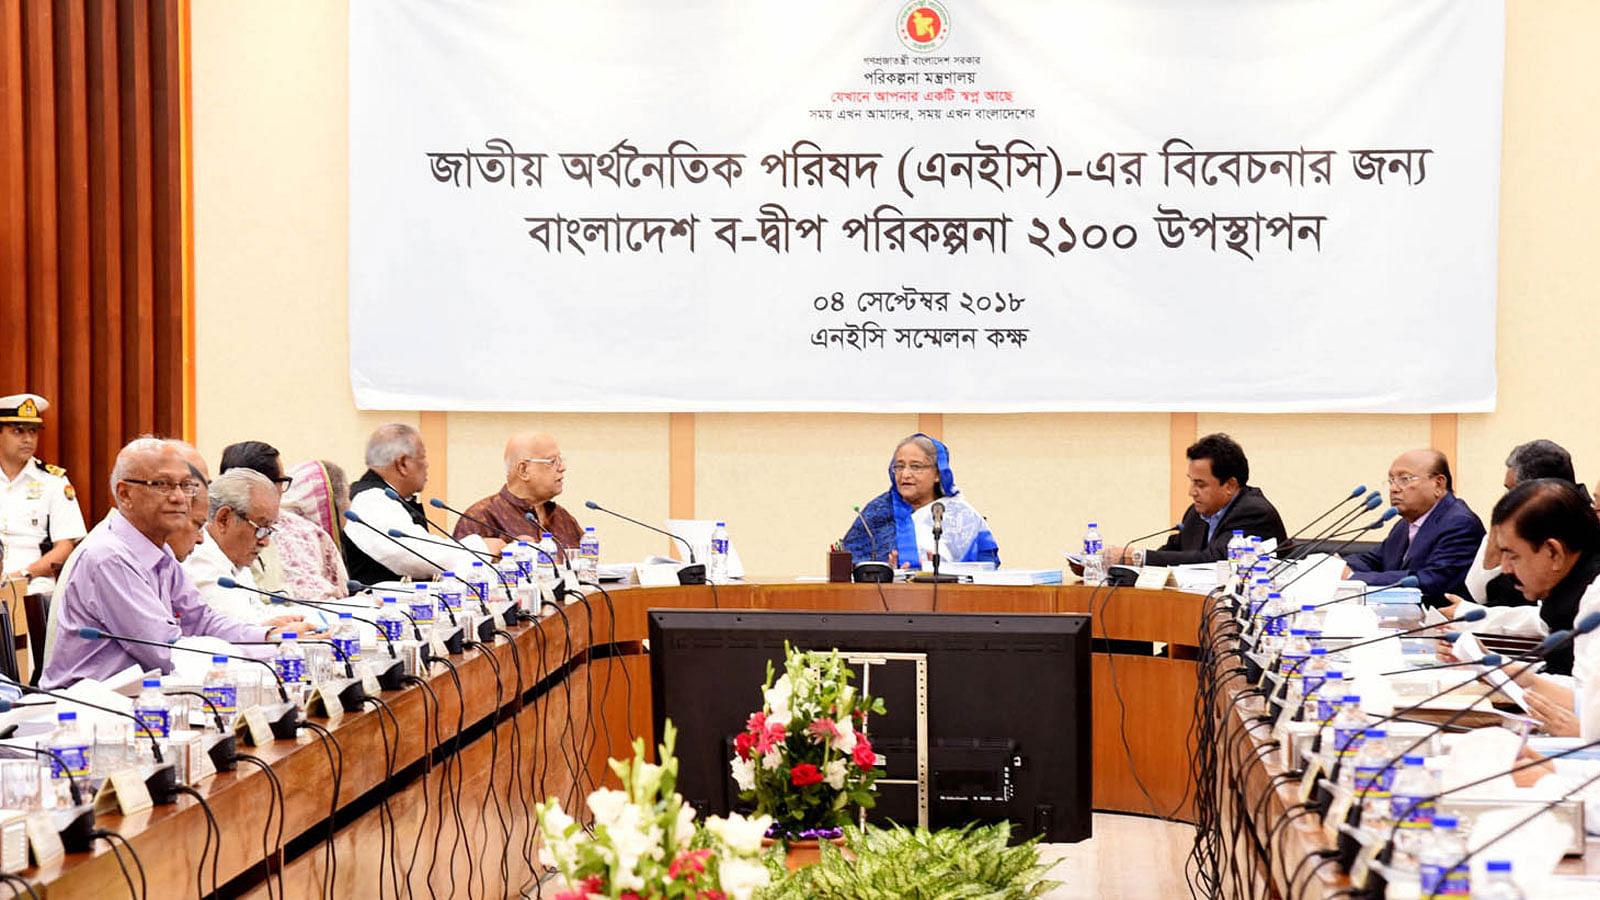 গণপ্রজাতন্ত্রী বাংলাদেশ সরকার
পরিকল্পনা মন্ত্রণালয়
যেখানে আপনার একটি স্বপ্ন আছে
সময় এখন আমাদের, সময় এখন বাংলাদেশের
জাতীয় অর্থনৈতিক পরিষদ (এনইসি)-এর বিবেচনার জন্য
বাংলাদেশ ব-দ্বীপ পরিকল্পনা ২১০০ উপস্থাপন
০৪ সেপ্টেম্বর ২০১৮
এনইসি সম্মেলন কক্ষ